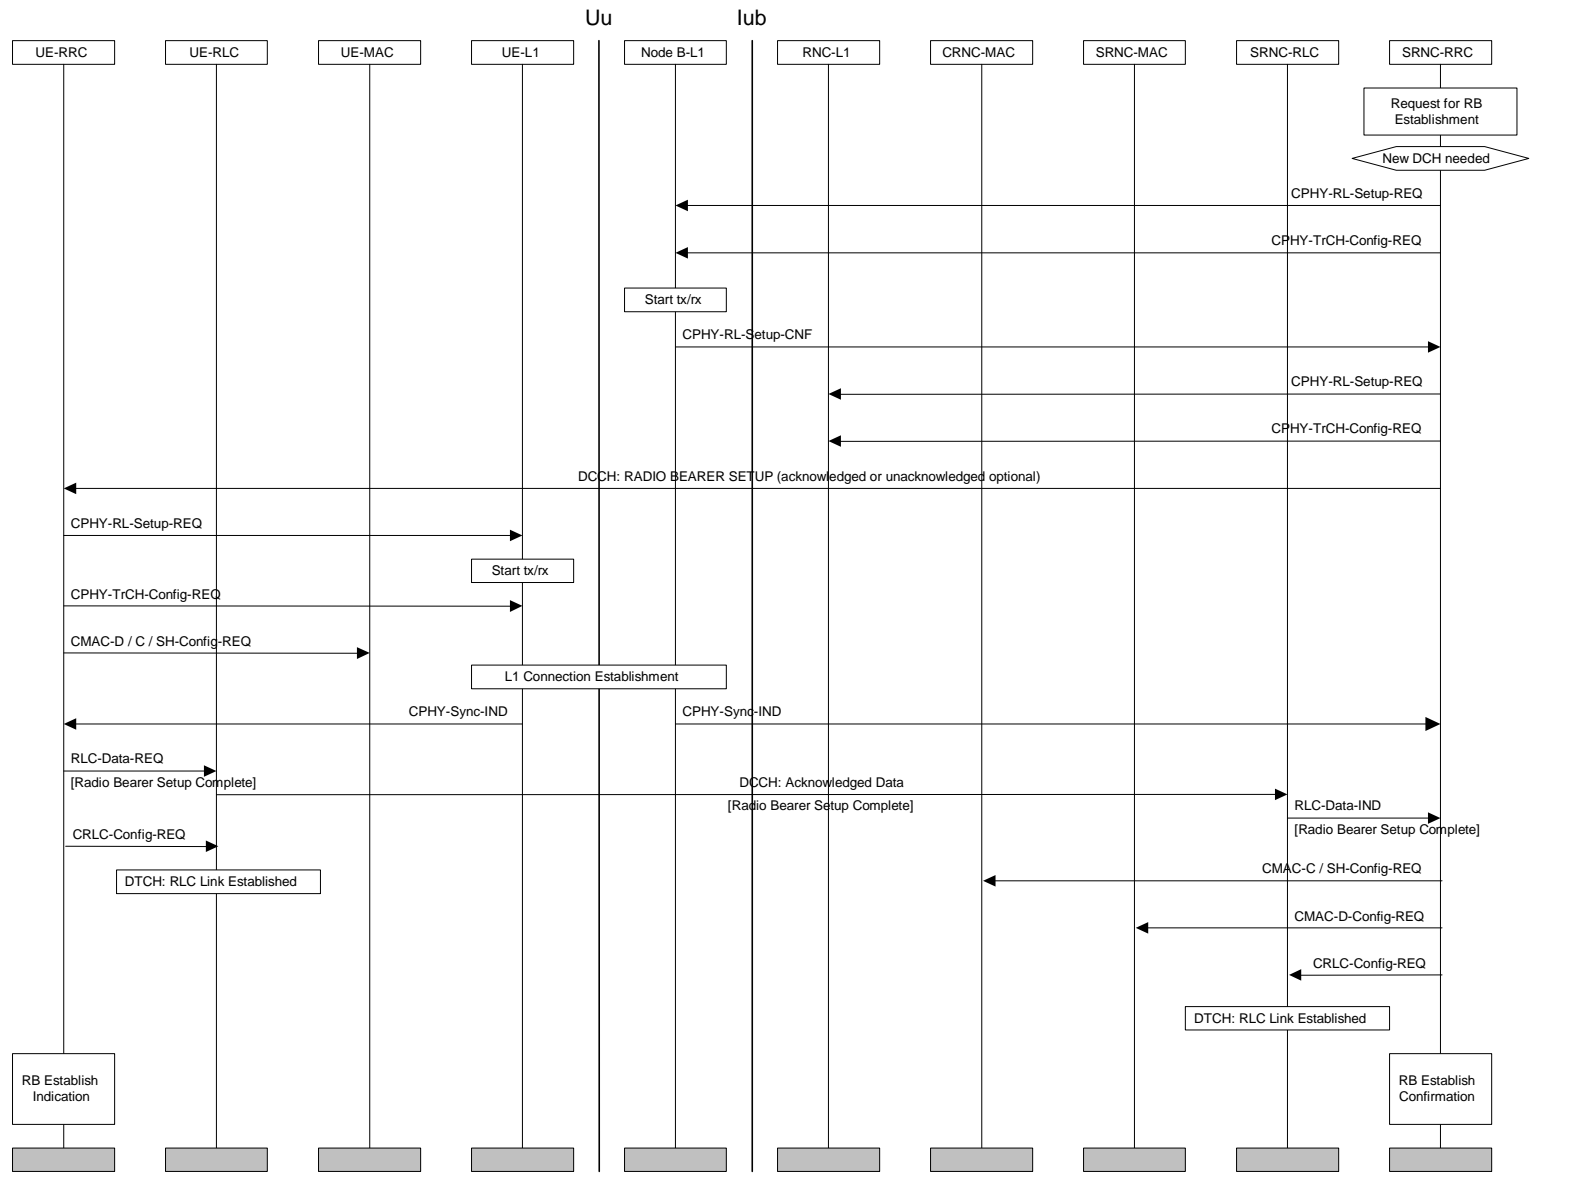 Uu
Iub
UE-RRC
UE-RLC
UE-MAC
UE-L1
Node B-L1
RNC-L1
CRNC-MAC
SRNC-MAC
SRNC-RLC
SRNC-RRC
Request for RB
Establishment
New DCH needed
CPHY-RL-Setup-REQ
CPHY-TrCH-Config-REQ
Start tx/rx
CPHY-RL-Setup-CNF
CPHY-RL-Setup-REQ
CPHY-TrCH-Config-REQ
DCCH: RADIO BEARER SETUP (acknowledged or unacknowledged optional)
CPHY-RL-Setup-REQ
Start tx/rx
CPHY-TrCH-Config-REQ
CMAC-D / C / SH-Config-REQ
L1 Connection Establishment
CPHY-Sync-IND
CPHY-Sync-IND
RLC-Data-REQ
[Radio Bearer Setup Complete]
DCCH: Acknowledged Data
[Radio Bearer Setup Complete]
RLC-Data-IND
[Radio Bearer Setup Complete]
CRLC-Config-REQ
DTCH: RLC Link Established
CMAC-C / SH-Config-REQ
CMAC-D-Config-REQ
CRLC-Config-REQ
DTCH: RLC Link Established
RB Establish
Indication
RB Establish
Confirmation